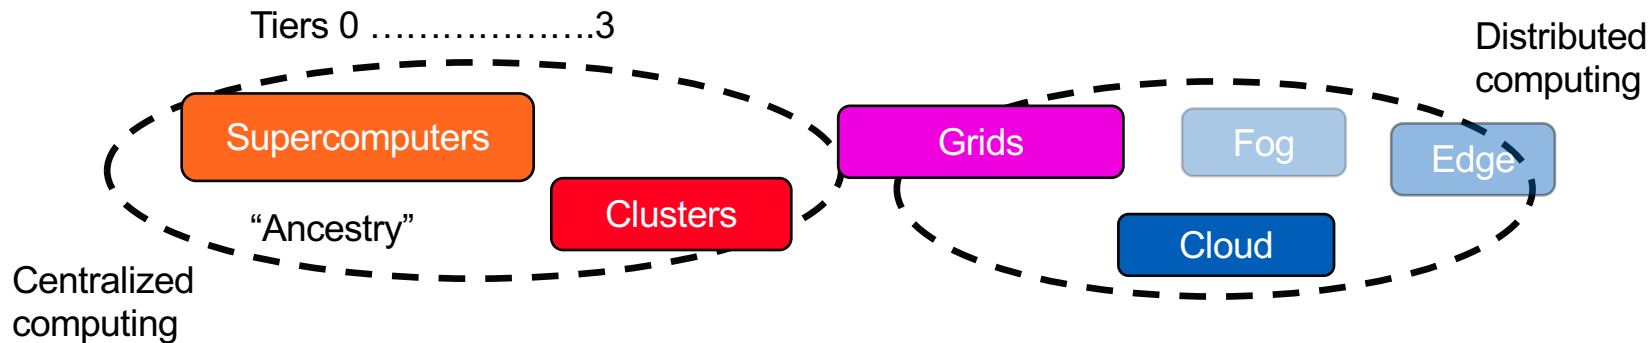 Tiers 0 ………………….3
Distributed
computing
Supercomputers
Grids
Fog
Edge
Clusters
“Ancestry”
Cloud
Centralized
computing